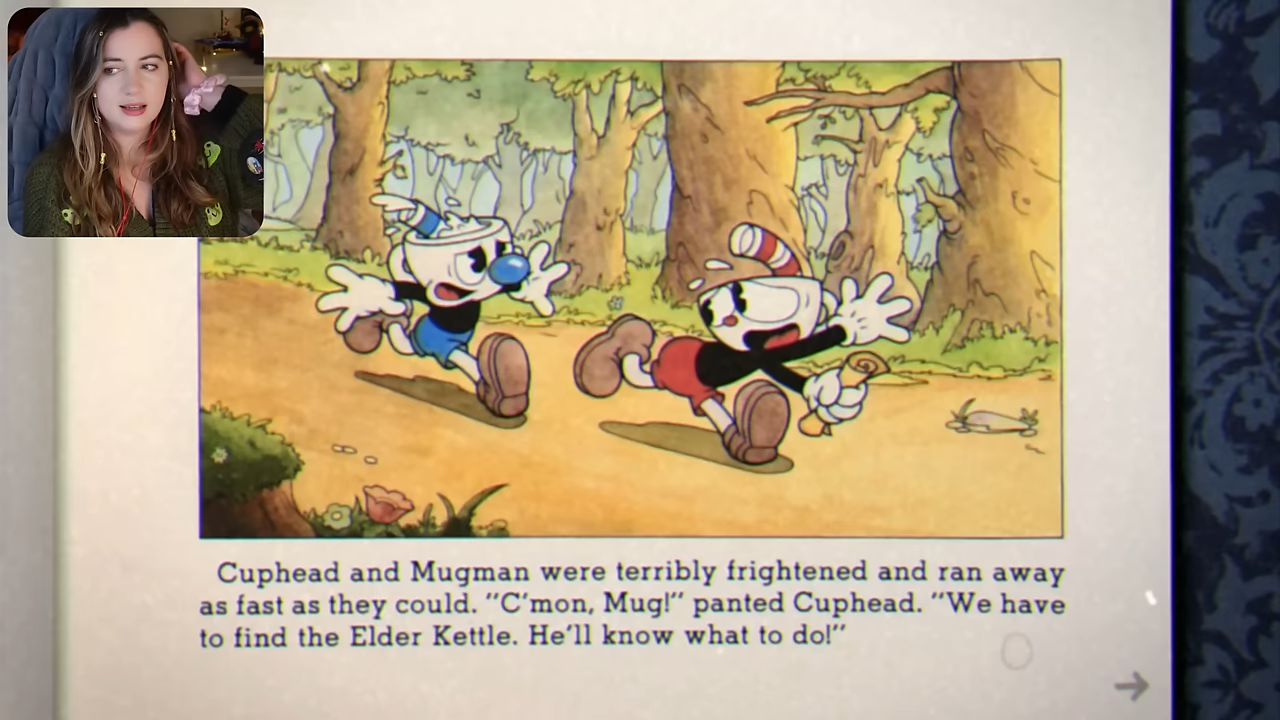 Cuphead and Mugman were terribly frightened and ran away
as fast as they could. "C'mon, Mug!" panted Cuphead. "We have
to find the Elder Kettle. He'll know what to do!"